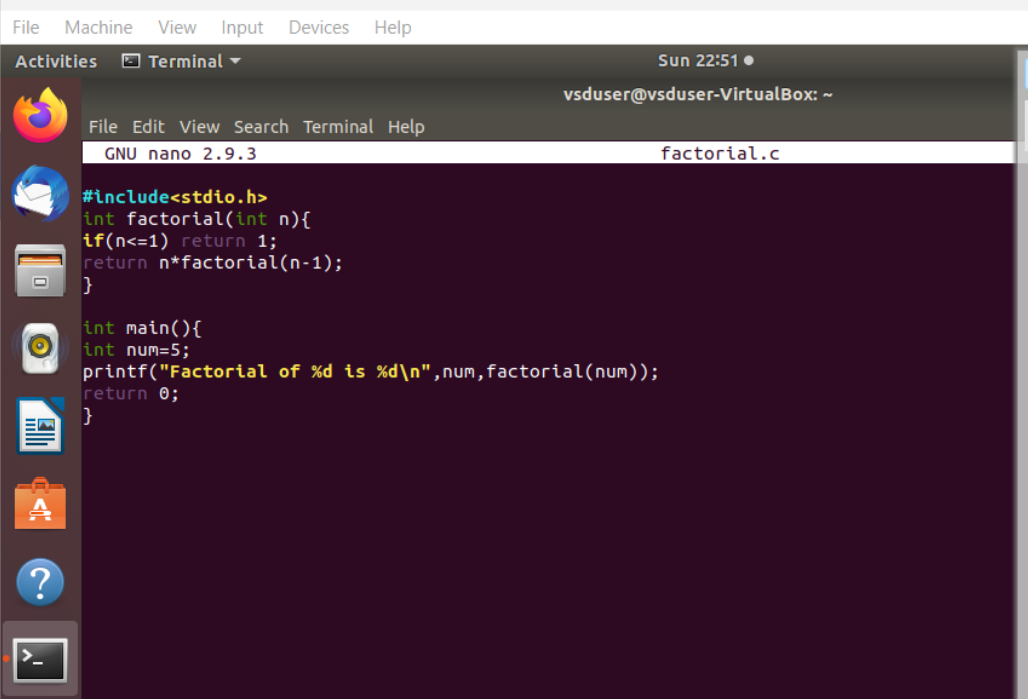 File Machine View Input Devices Help
Activities Terminal Sun 22:51
vsduser@vsduser-VirtualBox: ~
File Edit View Search Terminal Help
GNU nano 2.9.3 factorial.c
#include<stdio.h>
int factorial(int n){
if(n<=1) return 1;
return n*factorial(n-1);
}
int main(){
int num=5;
printf("Factorial of %d is %d\n",num,factorial(num));
return 0;
}